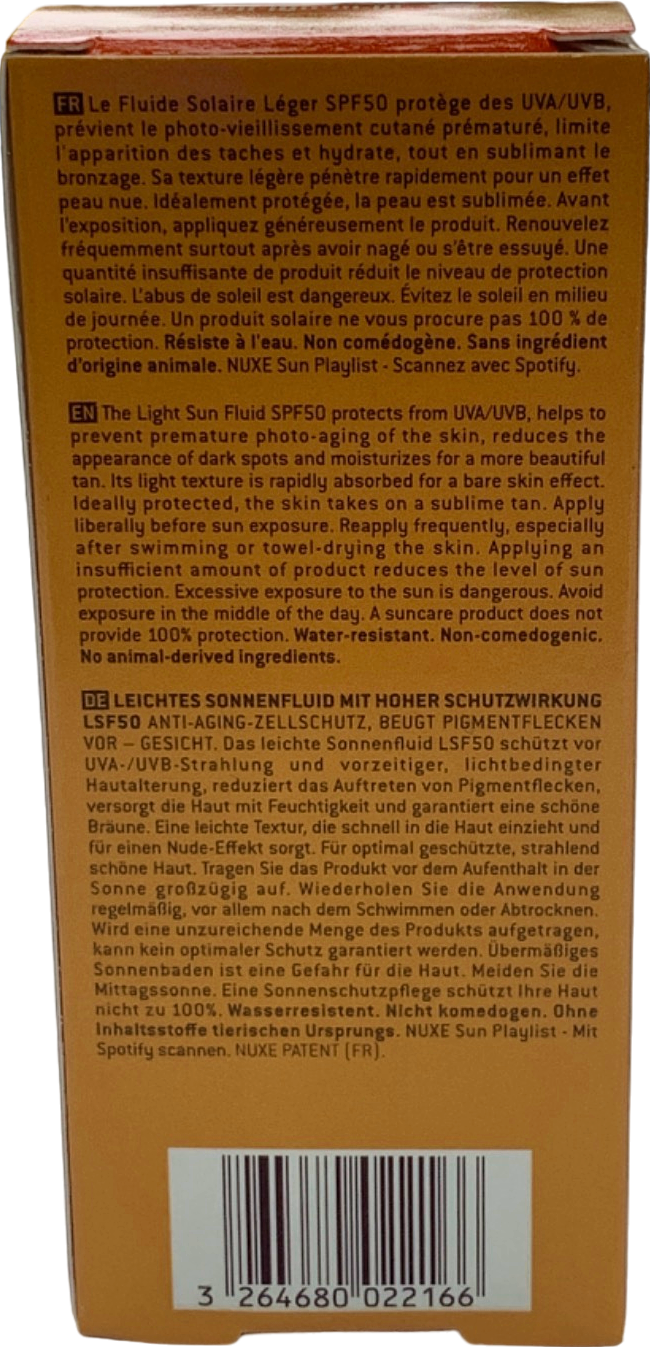 FR Le Fluide Solaire Léger SPF50 protège des UVA/UVB,
prévient le photo-vieillissement cutané prématuré, limite
l'apparition des taches et hydrate, tout en sublimant le
bronzage. Sa texture légère pénètre rapidement pour un effet
peau nue. Idéalement protégée, la peau est sublimée. Avant
l'exposition, appliquez généreusement le produit. Renouvelez
fréquemment surtout après avoir nagé ou s'être essuyé. Une
quantité insuffisante de produit réduit le niveau de protection
solaire. L'abus de soleil est dangereux. Évitez le soleil en milieu
de journée. Un produit solaire ne vous procure pas 100 % de
protection. Résiste à l'eau. Non comédogène. Sans ingrédient
d'origine animale. NUXE Sun Playlist - Scannez avec Spotify.
EN The Light Sun Fluid SPF50 protects from UVA/UVB, helps to
prevent premature photo-aging of the skin, reduces the
appearance of dark spots and moisturizes for a more beautiful
tan. Its light texture is rapidly absorbed for a bare skin effect.
Ideally protected, the skin takes on a sublime tan. Apply
liberally before sun exposure. Reapply frequently, especially
after swimming or towel-drying the skin. Applying an
insufficient amount of product reduces the level of sun
protection. Excessive exposure to the sun is dangerous. Avoid
exposure in the middle of the day. A suncare product does not
provide 100% protection. Water-resistant. Non-comedogenic.
No animal-derived ingredients.
DE LEICHTES SONNENFLUID MIT HOHER SCHUTZWIRKUNG
LSF50 ANTI-AGING-ZELLSCHUTZ, BEUGT PIGMENTFLECKEN
VOR – GESICHT. Das leichte Sonnenfluid LSF50 schützt vor
UVA-/UVB-Strahlung und vorzeitiger, lichtbedingter
Hautalterung, reduziert das Auftreten von Pigmentflecken,
versorgt die Haut mit Feuchtigkeit und garantiert eine schöne
Bräune. Eine leichte Textur, die schnell in die Haut einzieht und
für einen Nude-Effekt sorgt. Für optimal geschützte, strahlend
schöne Haut. Tragen Sie das Produkt vor dem Aufenthalt in der
Sonne großzügig auf. Wiederholen Sie die Anwendung
regelmäßig, vor allem nach dem Schwimmen oder Abtrocknen.
Wird eine unzureichende Menge des Produkts aufgetragen,
kann kein optimaler Schutz garantiert werden. Übermäßiges
Sonnenbaden ist eine Gefahr für die Haut. Meiden Sie die
Mittagssonne. Eine Sonnenschutzpflege schützt Ihre Haut
nicht zu 100%. Wasserresistent. Nicht komedogen. Ohne
Inhaltsstoffe tierischen Ursprungs. NUXE Sun Playlist - Mit
Spotify scannen. NUXE PATENT (FR).
3 264680 022166